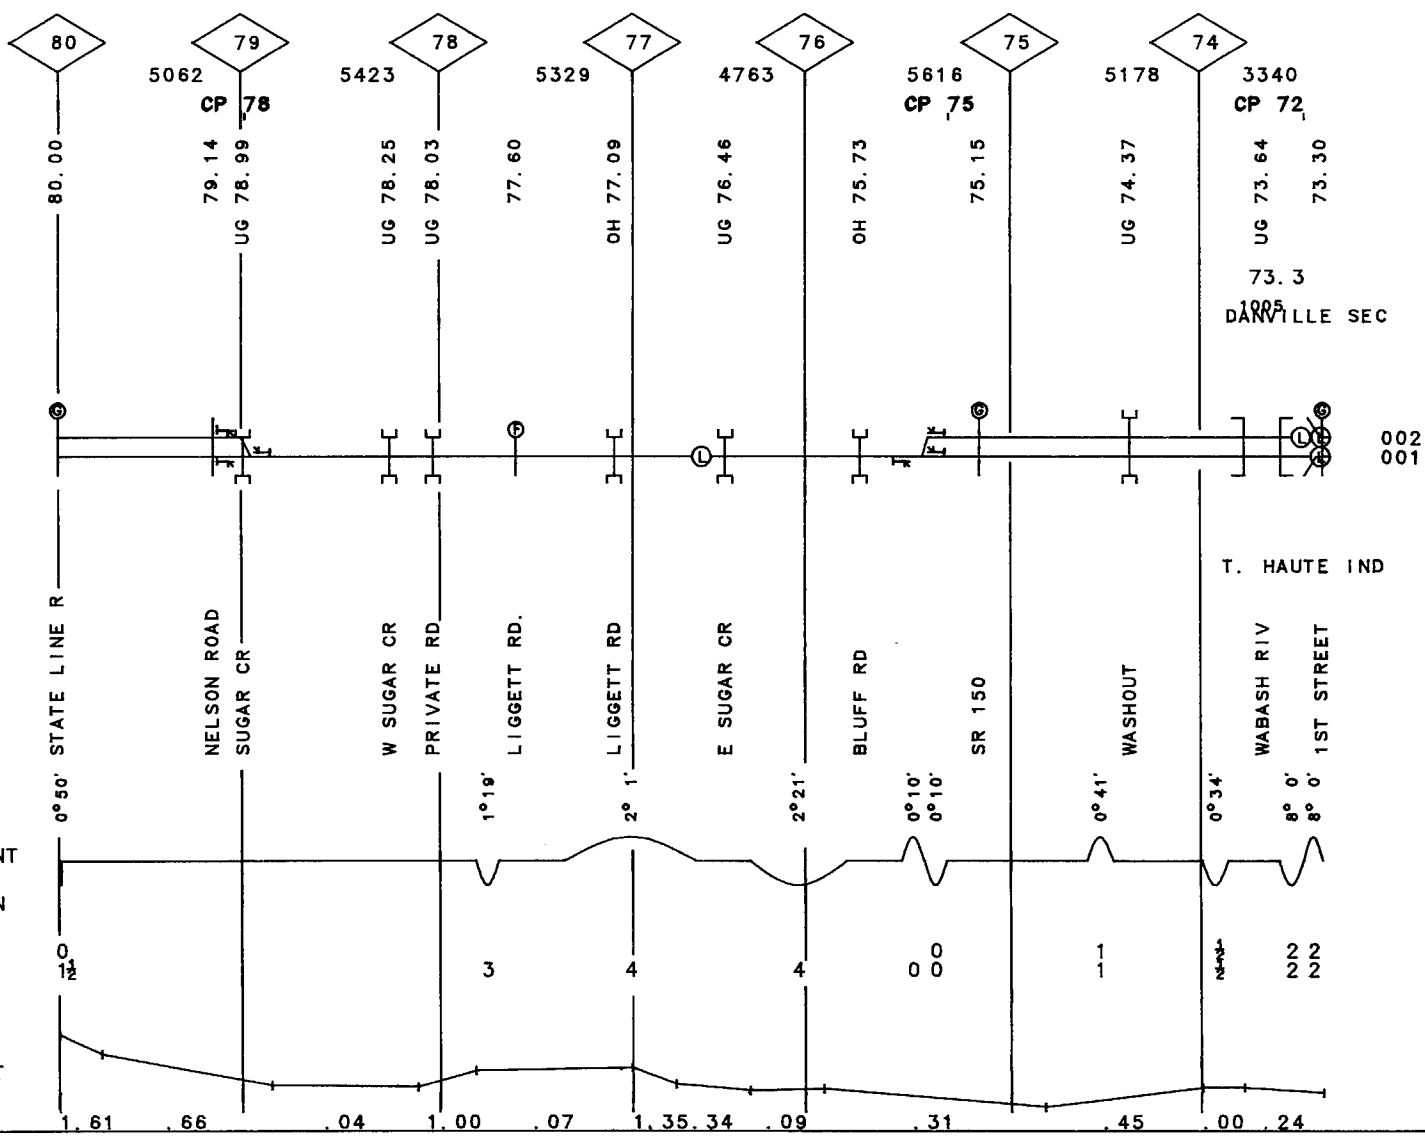 80 79 78 77 76 75 74
5062 5423 5329 4763 5616 5178 3340
CP 78 CP 75 CP 72
80.00
79.14
UG 78.99
UG 78.25
UG 78.03
77.60
OH 77.09
UG 76.46
OH 75.73
75.15
UG 74.37
UG 73.64
73.30
73.3
1005
DANVILLE SEC
G F L G L G
002
001
T. HAUTE IND
STATE LINE R
NELSON ROAD
SUGAR CR
W SUGAR CR
PRIVATE RD
LIGGETT RD.
LIGGETT RD
E SUGAR CR
BLUFF RD
SR 150
WASHOUT
WABASH RIV
1ST STREET
0°50'
1°19'
2° 1'
2°21'
0°10'
0°10'
0°41'
0°34'
8° 0'
8° 0'
NT
N
0 0 1 ½ 2 2
1½ 3 4 4 0 0 1 ½ 2 2
T
1.61 .66 .04 1.00 .07 1.35 .34 .09 .31 .45 .00 .24